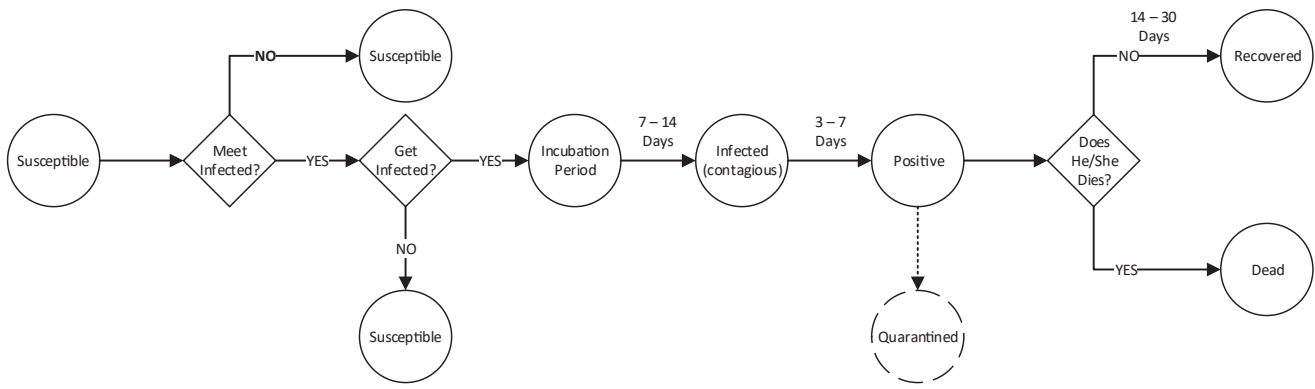 Susceptible
Meet
Infected?
NO
Susceptible
YES
Get
Infected?
NO
Susceptible
YES
Incubation
Period
7 – 14
Days
Infected
(contagious)
3 – 7
Days
Positive
Quarantined
Does
He/She
Dies?
14 – 30
Days
NO
Recovered
YES
Dead